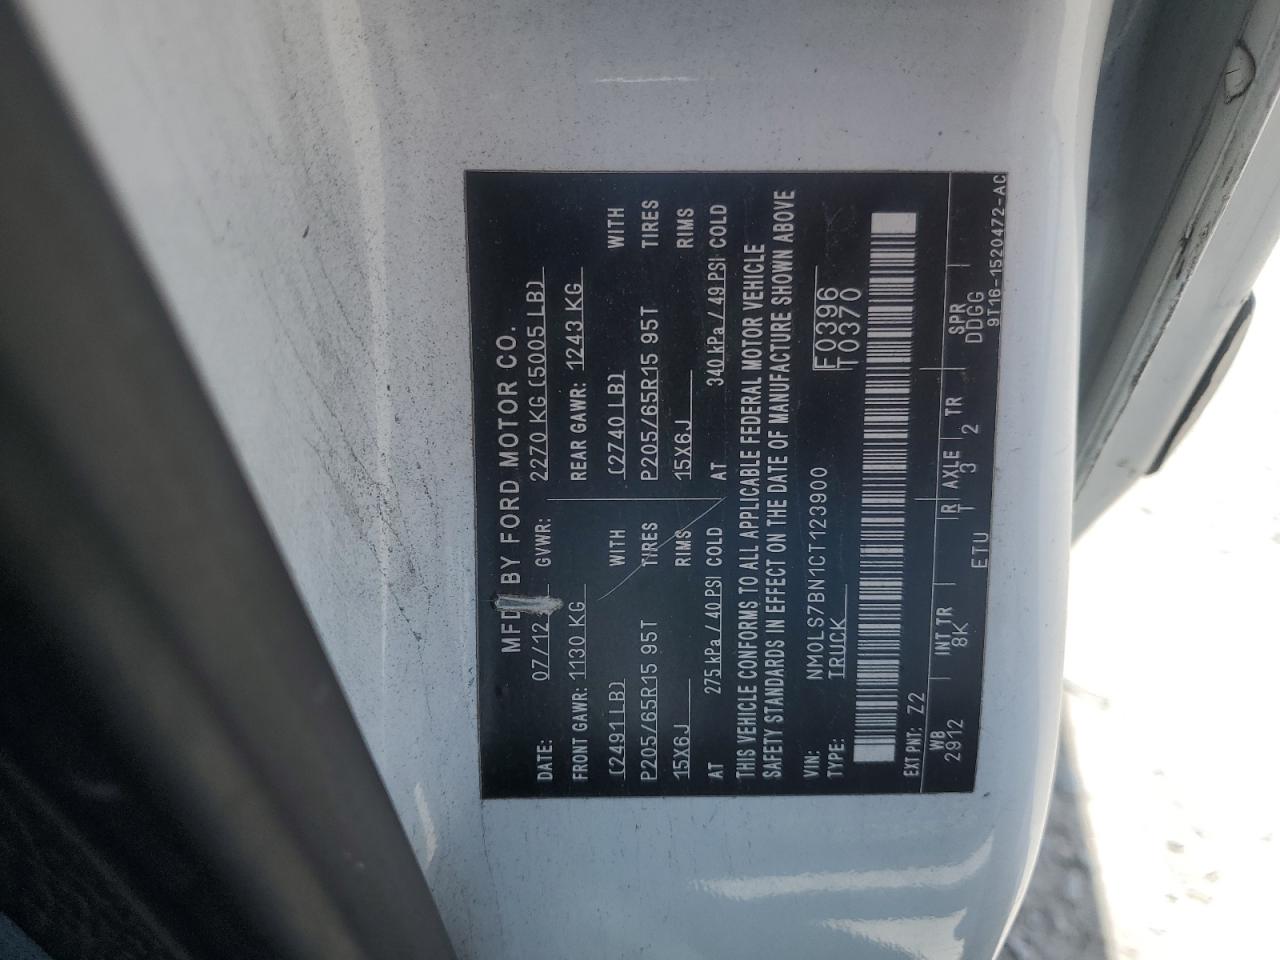 MFD BY FORD MOTOR CO.
DATE: 07/12 GVWR: 2270 KG (5005 LB)
FRONT GAWR: 1130 KG REAR GAWR: 1243 KG
(2491 LB) WITH (2740 LB) WITH
P205/65R15 95T TIRES P205/65R15 95T TIRES
15X6J RIMS 15X6J RIMS
AT 275 kPa / 40 PSI COLD AT 340 kPa / 49 PSI COLD
THIS VEHICLE CONFORMS TO ALL APPLICABLE FEDERAL MOTOR VEHICLE
SAFETY STANDARDS IN EFFECT ON THE DATE OF MANUFACTURE SHOWN ABOVE
VIN: NM0LS7BN1CT123900 F0396
TYPE: TRUCK T0370
EXT PNT: Z2
WB INT TR R AXLE TR SPR
2912 8K 3 2 DDGG
ETU 9T16-1520472-AC